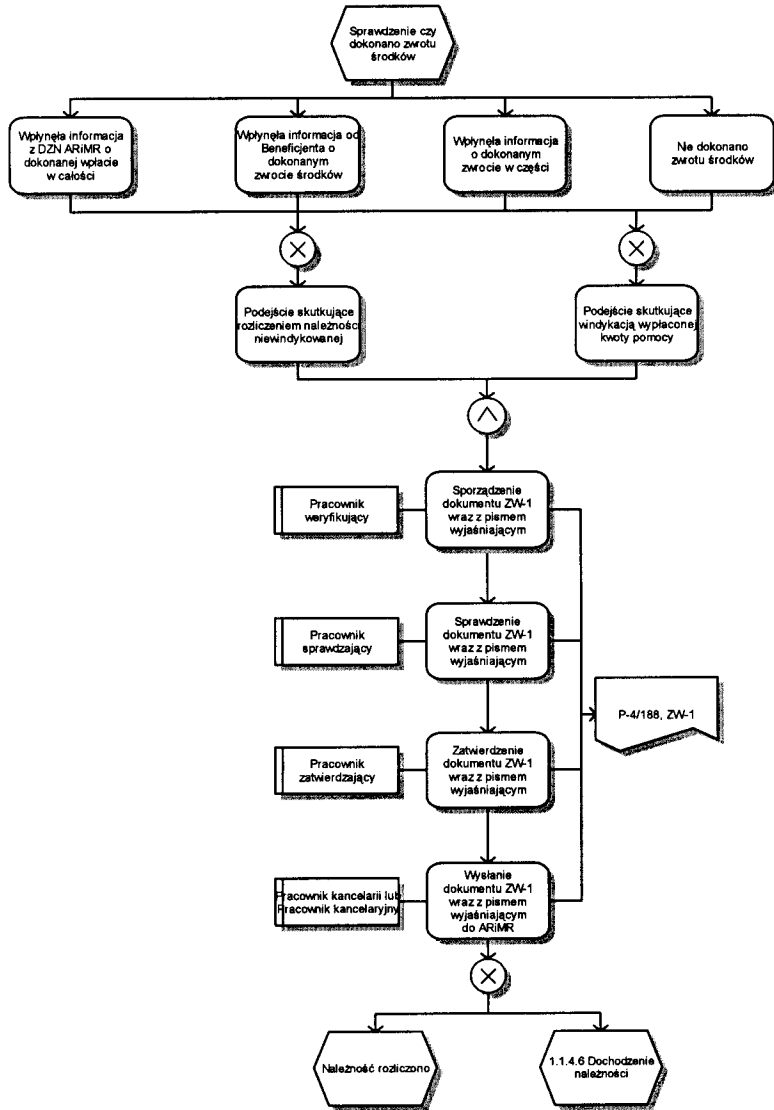 Sprawdzenie czy
dokonano zwrotu
środków
Wpłynęła informacja
z DZN ARiMR o
dokonanej wpłacie
w całości
Wpłynęła informacja od
Beneficjenta o
dokonanym
zwrocie środków
Wpłynęła informacja
o dokonanym
zwrocie w części
Nie dokonano
zwrotu środków
Podejście skutkujące
rozliczeniem należności
niewindykowanej
Podejście skutkujące
windykacją wypłaconej
kwoty pomocy
Pracownik
weryfikujący
Sporządzenie
dokumentu ZW-1
wraz z pismem
wyjaśniającym
Pracownik
sprawdzający
Sprawdzenie
dokumentu ZW-1
wraz z pismem
wyjaśniającym
P-4/188, ZW-1
Pracownik
zatwierdzający
Zatwierdzenie
dokumentu ZW-1
wraz z pismem
wyjaśniającym
Pracownik kancelarii lub
Pracownik kancelaryjny
Wysłanie
dokumentu ZW-1
wraz z pismem
wyjaśniającym
do ARiMR
Należność rozliczono
1.1.4.6 Dochodzenie
należności